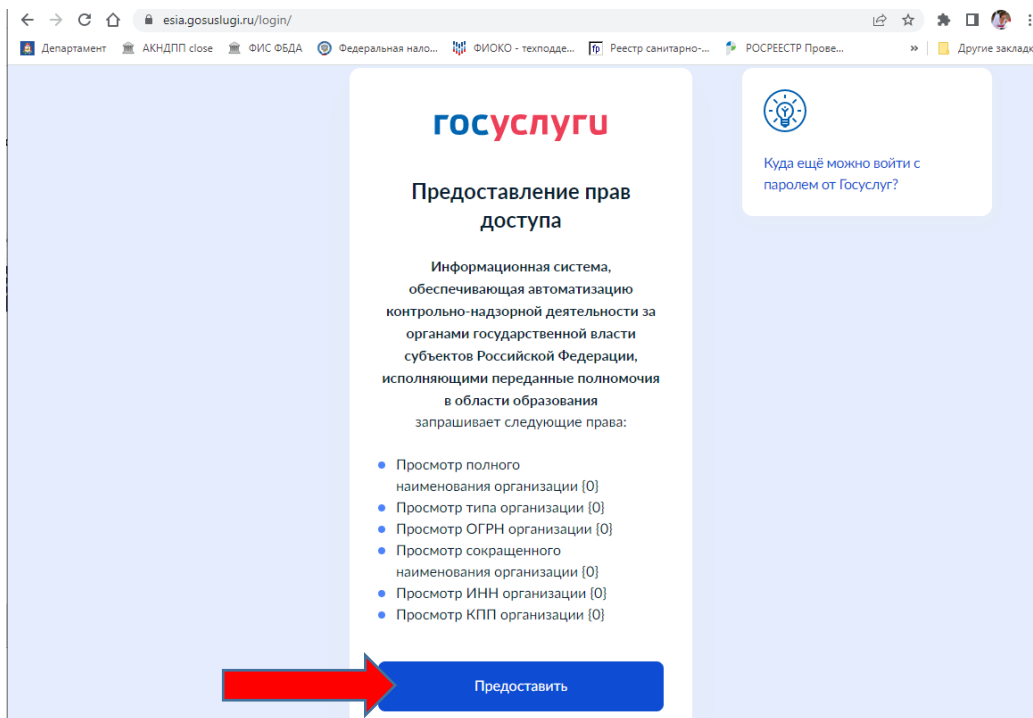 esia.gosuslugi.ru/login/
Департамент АКНДПП close ФИС ФБДА Федеральная нало... ФИОКО - техподде... fp Реестр санитарно-... РОСРЕЕСТР Прове... » Другие закладк
госуслуги
Предоставление прав
доступа
Информационная система,
обеспечивающая автоматизацию
контрольно-надзорной деятельности за
органами государственной власти
субъектов Российской Федерации,
исполняющими переданные полномочия
в области образования
запрашивает следующие права:
Просмотр полного
наименования организации {0}
Просмотр типа организации {0}
Просмотр ОГРН организации {0}
Просмотр сокращенного
наименования организации {0}
Просмотр ИНН организации {0}
Просмотр КПП организации {0}
Предоставить
Куда ещё можно войти с
паролем от Госуслуг?